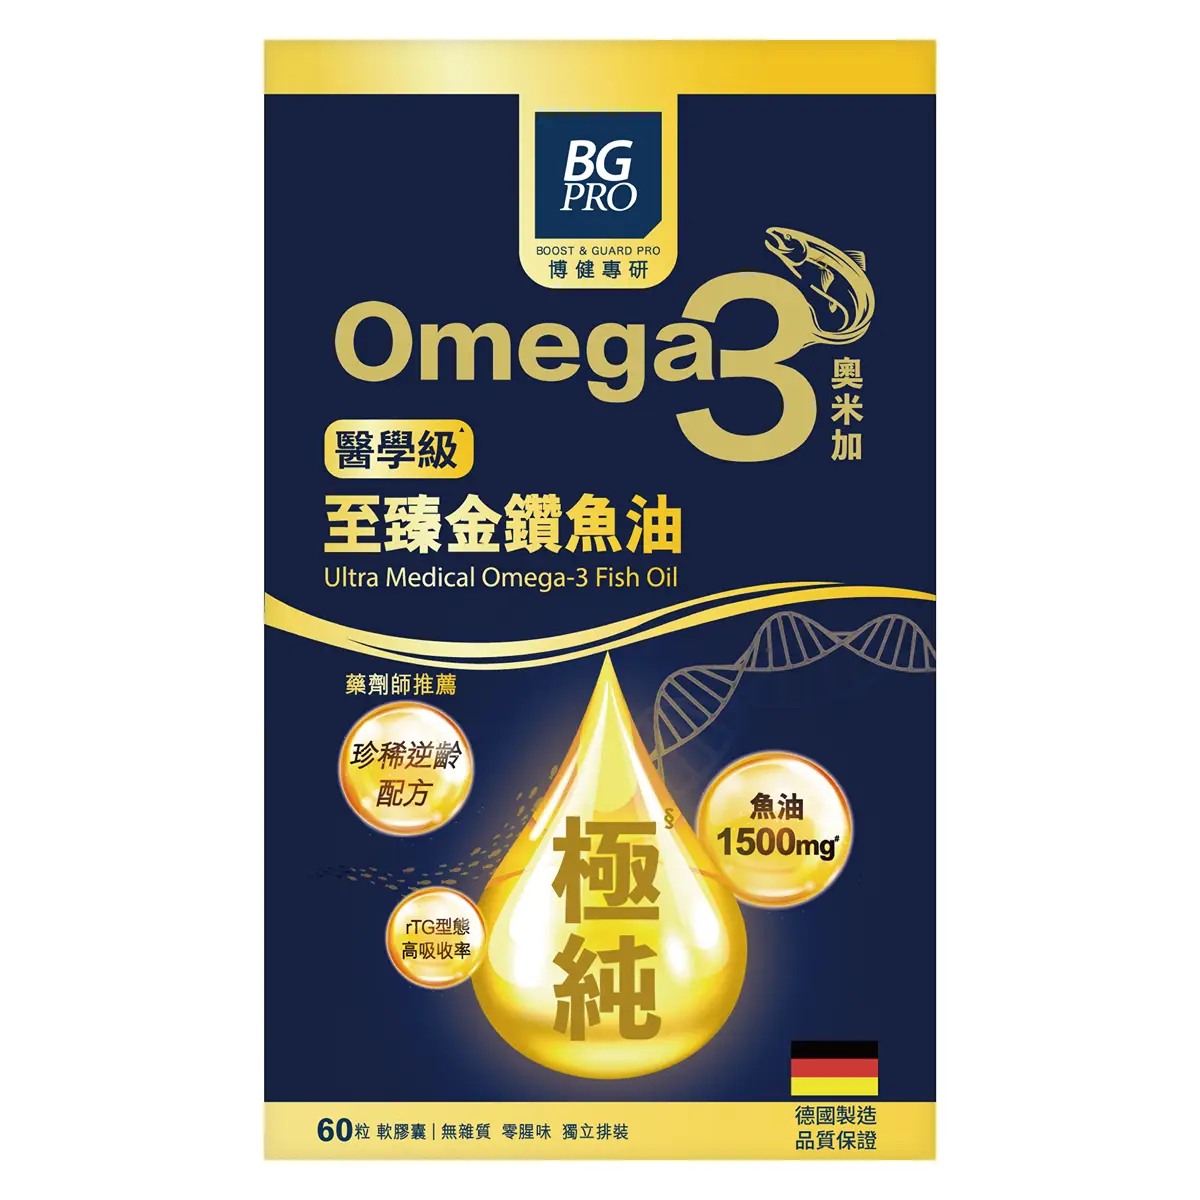 BG
PRO
BOOST & GUARD PRO
博健專研
Omega3
奧米加
醫學級▲
至臻金鑽魚油
Ultra Medical Omega-3 Fish Oil
藥劑師推薦
珍稀逆齡
配方
極純§
魚油
1500mg#
rTG型態
高吸收率
德國製造
品質保證
60粒 軟膠囊|無雜質 零腥味 獨立排裝